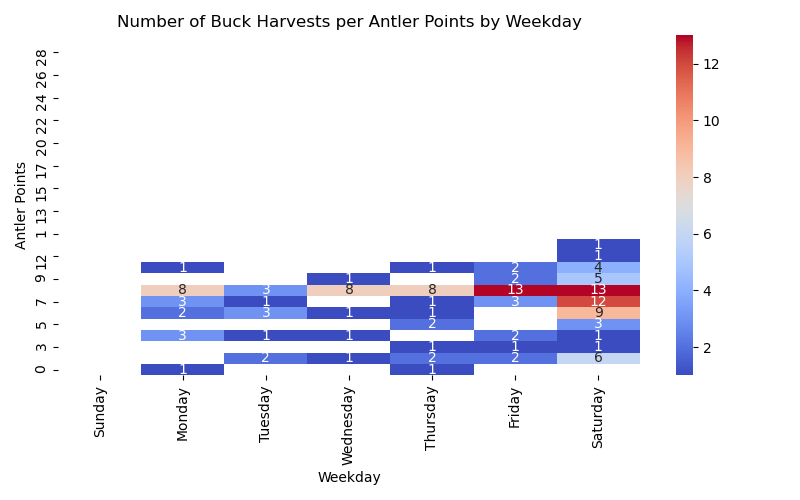 Number of Buck Harvests per Antler Points by Weekday
Antler Points
28
26
24
22
20
17
15
13
1
12
9
7
5
3
0
1
1
1 1 2 4
1 2 5
8 3 8 8 13 13
3 1 1 3 12
2 3 1 1 9
2 3
3 1 1 2 1
1 1 1
2 1 2 2 6
1 1
Sunday
Monday
Tuesday
Wednesday
Thursday
Friday
Saturday
Weekday
12
10
8
6
4
2